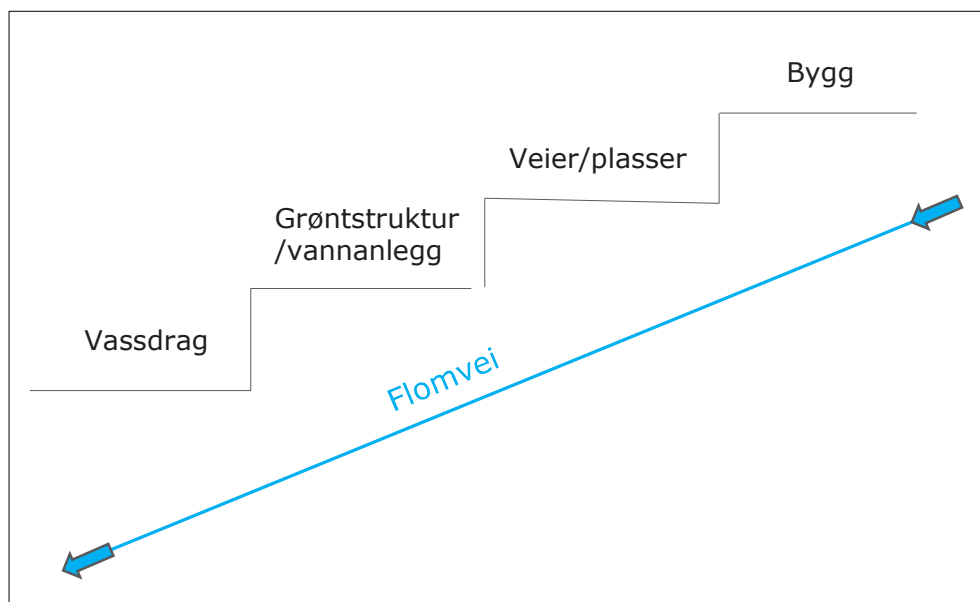 Bygg
Veier/plasser
Grøntstruktur
/vannanlegg
Vassdrag
Flomvei